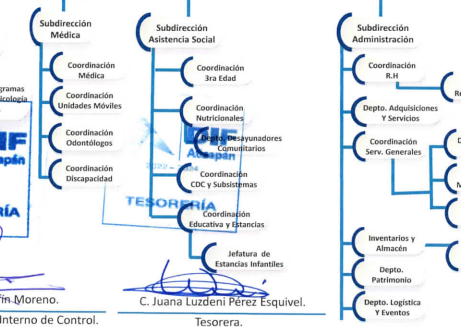 Subdirección
Médica
Coordinación
Médica
Coordinación
Unidades Móviles
Coordinación
Odontólogos
Coordinación
Discapacidad
Subdirección
Asistencia Social
Coordinación
3ra Edad
Coordinación
Nutricionales
Depto. Desayunadores
Comunitarios
Coordinación
CDC y Subsistemas
Coordinación
Educativa y Estancias
Jefatura de
Estancias Infantiles
Subdirección
Administración
Coordinación
R.H
Depto. Adquisiciones
Y Servicios
Coordinación
Serv. Generales
Inventarios y
Almacén
Depto.
Patrimonio
Depto. Logística
Y Eventos
DIF
TESORERÍA
Moreno.
Interno de Control.
C. Juana Luzdeni Pérez Esquivel.
Tesorera.